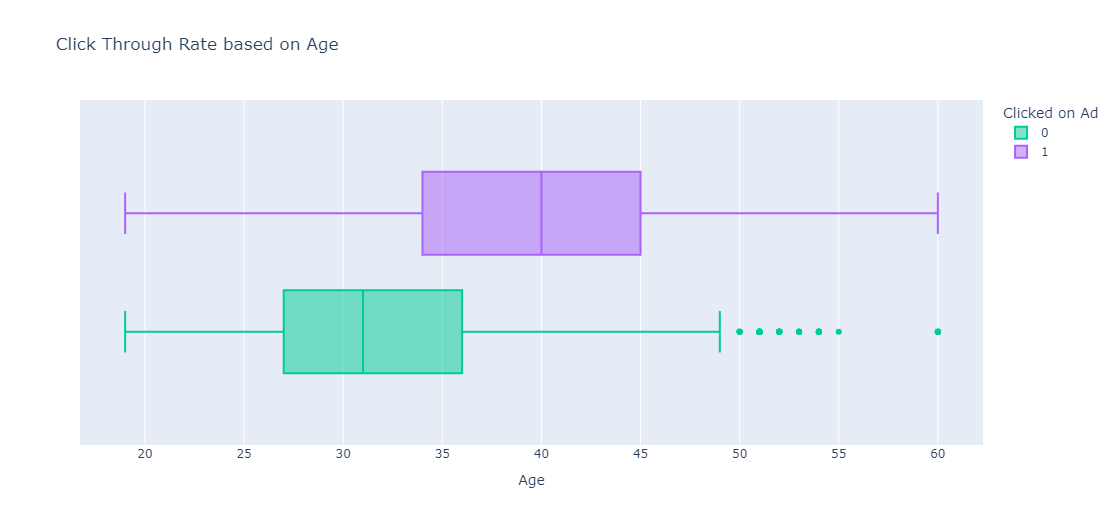 Click Through Rate based on Age
Clicked on Ad
0
1
20 25 30 35 40 45 50 55 60
Age